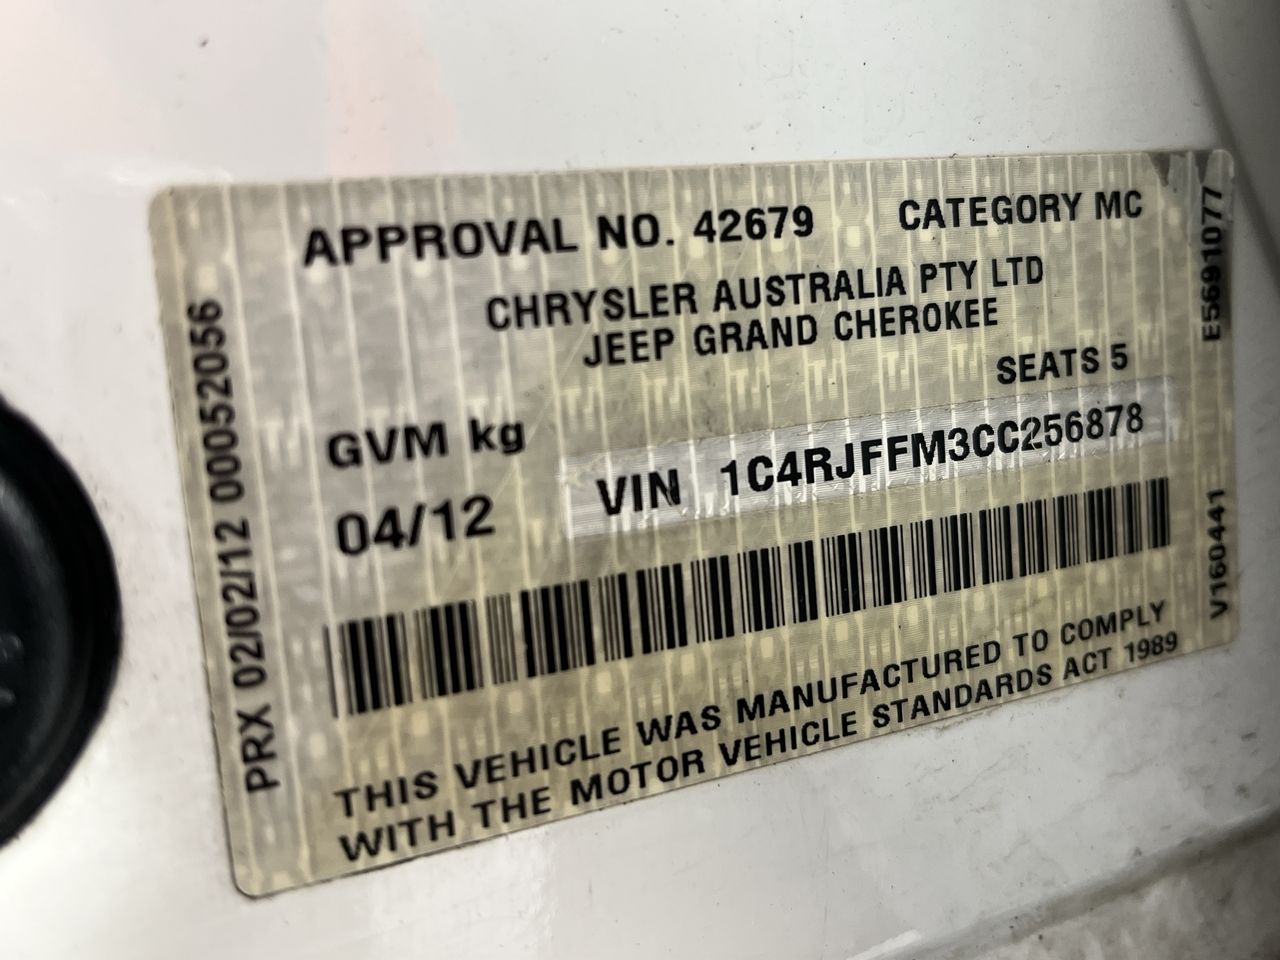 APPROVAL NO. 42679 CATEGORY MC
CHRYSLER AUSTRALIA PTY LTD
JEEP GRAND CHEROKEE
SEATS 5
GVM kg
VIN 1C4RJFFM3CC256878
04/12
THIS VEHICLE WAS MANUFACTURED TO COMPLY
WITH THE MOTOR VEHICLE STANDARDS ACT 1989
PRX 02/02/12 00052056
E5691077
V160441